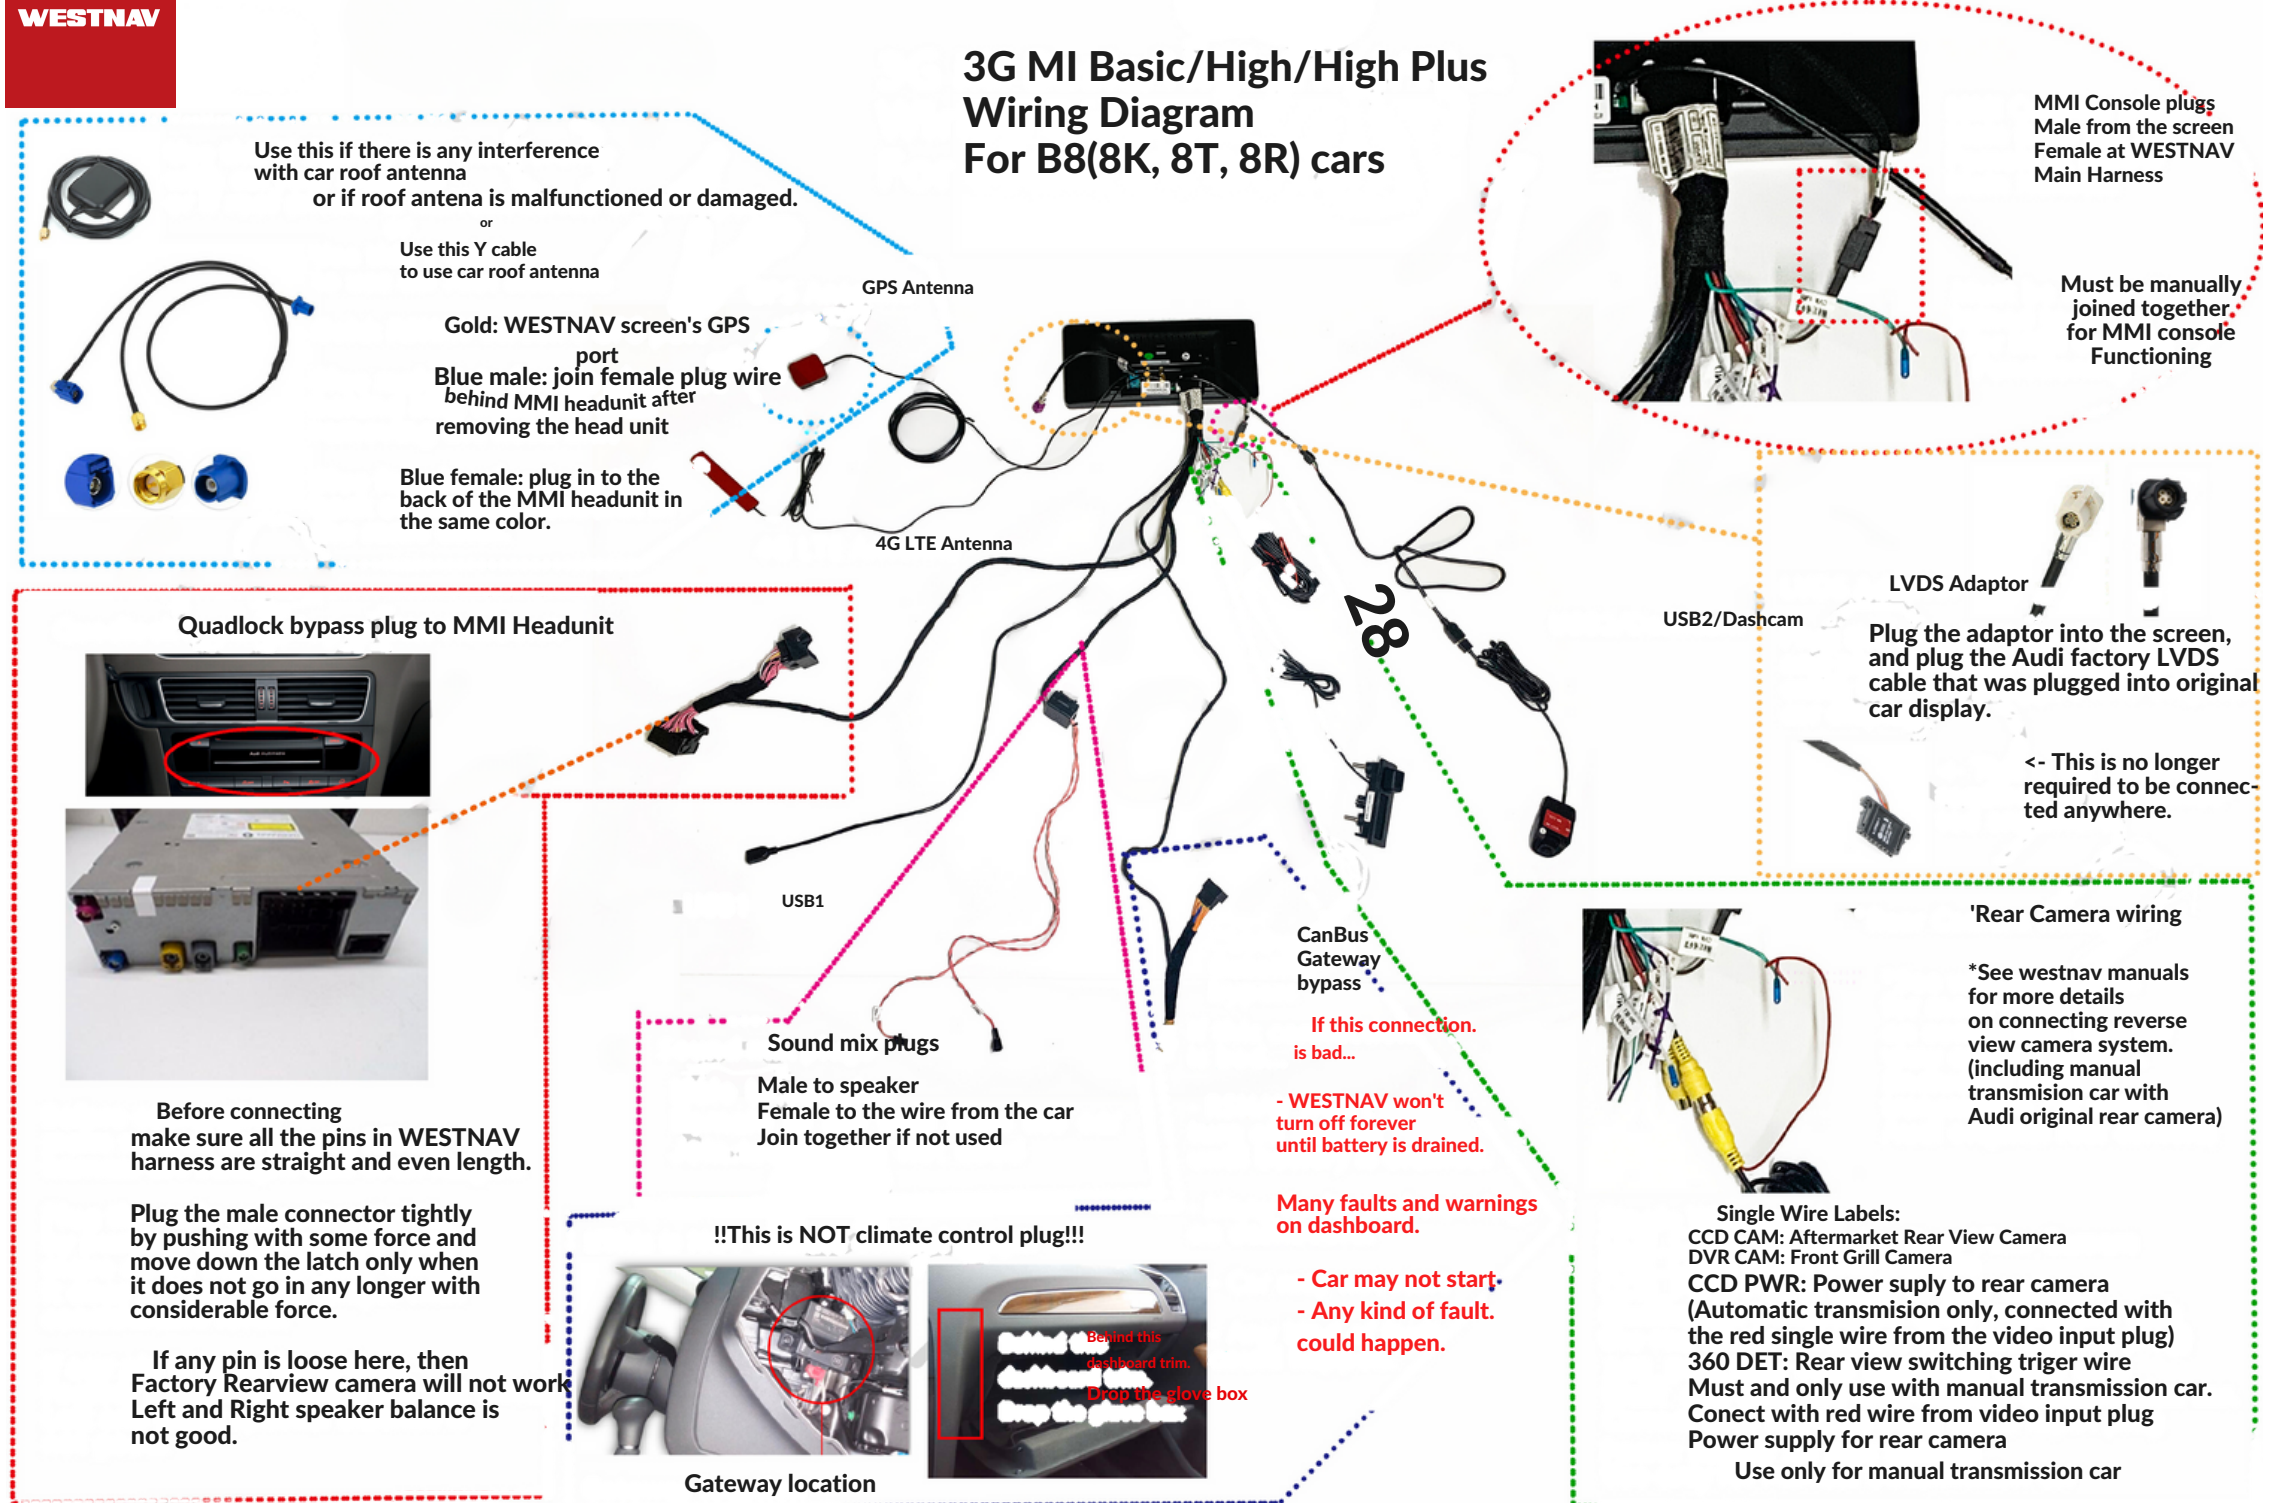 WESTNAV
3G MI Basic/High/High Plus
Wiring Diagram
For B8(8K, 8T, 8R) cars
Use this if there is any interference
with car roof antenna
or if roof antena is malfunctioned or damaged.
or
Use this Y cable
to use car roof antenna
Gold: WESTNAV screen's GPS
port
Blue male: join female plug wire
behind MMI headunit after
removing the head unit
Blue female: plug in to the
back of the MMI headunit in
the same color.
GPS Antenna
4G LTE Antenna
MMI Console plugs
Male from the screen
Female at WESTNAV
Main Harness
Must be manually
joined together
for MMI console
Functioning
LVDS Adaptor
Plug the adaptor into the screen,
and plug the Audi factory LVDS
cable that was plugged into original
car display.
<- This is no longer
required to be connec-
ted anywhere.
USB2/Dashcam
28
Quadlock bypass plug to MMI Headunit
Before connecting
make sure all the pins in WESTNAV
harness are straight and even length.
Plug the male connector tightly
by pushing with some force and
move down the latch only when
it does not go in any longer with
considerable force.
If any pin is loose here, then
Factory Rearview camera will not work
Left and Right speaker balance is
not good.
USB1
Sound mix plugs
Male to speaker
Female to the wire from the car
Join together if not used
CanBus
Gateway
bypass
If this connection.
is bad...
- WESTNAV won't
turn off forever
until battery is drained.
Many faults and warnings
on dashboard.
- Car may not start.
- Any kind of fault.
could happen.
!!This is NOT climate control plug!!!
Behind this
dashboard trim.
Drop the glove box
Gateway location
'Rear Camera wiring
*See westnav manuals
for more details
on connecting reverse
view camera system.
(including manual
transmision car with
Audi original rear camera)
Single Wire Labels:
CCD CAM: Aftermarket Rear View Camera
DVR CAM: Front Grill Camera
CCD PWR: Power suply to rear camera
(Automatic transmision only, connected with
the red single wire from the video input plug)
360 DET: Rear view switching triger wire
Must and only use with manual transmission car.
Conect with red wire from video input plug
Power supply for rear camera
Use only for manual transmission car